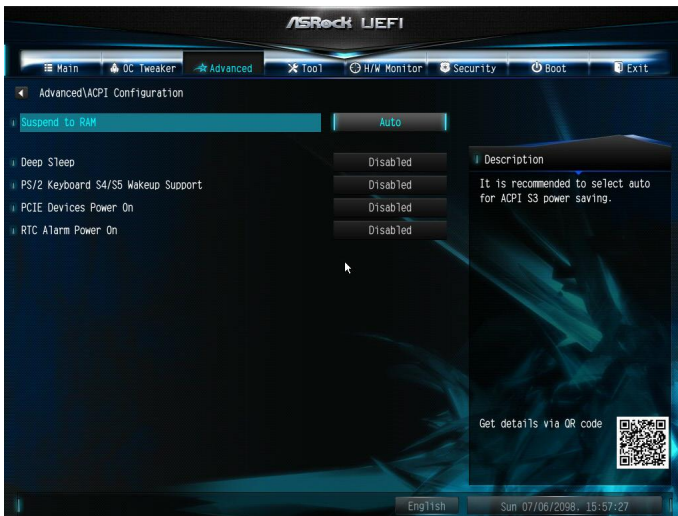 ASRock UEFI
Main OC Tweaker Advanced Tool H/W Monitor Security Boot Exit
Advanced\ACPI Configuration
Suspend to RAM Auto
Deep Sleep Disabled
PS/2 Keyboard S4/S5 Wakeup Support Disabled
PCIE Devices Power On Disabled
RTC Alarm Power On Disabled
Description
It is recommended to select auto
for ACPI S3 power saving.
Get details via QR code
English Sun 07/06/2098. 15:57:27